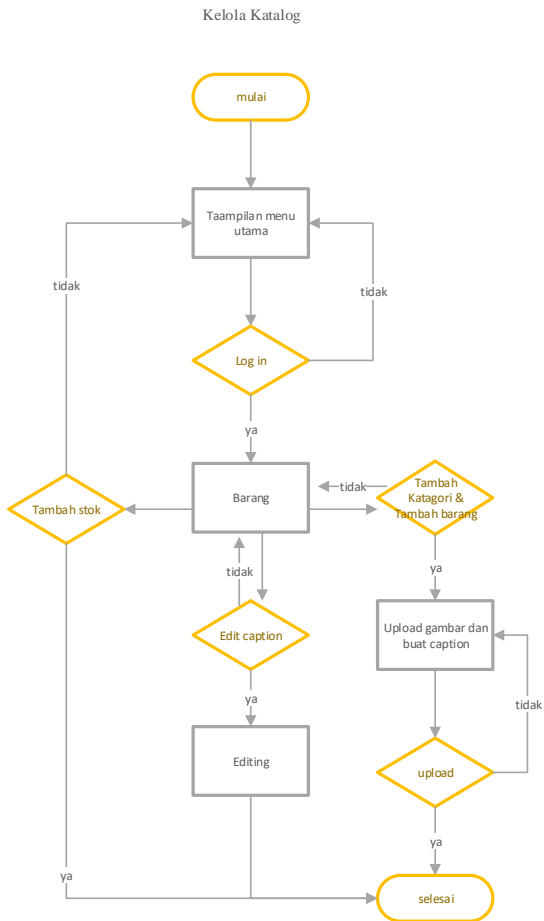 Kelola Katalog
mulai
Taampilan menu
utama
tidak
tidak
Log in
ya
Barang
tidak
Tambah
Katagori &
Tambah barang
Tambah stok
tidak
ya
Edit caption
Upload gambar dan
buat caption
ya
tidak
Editing
upload
ya
ya
selesai